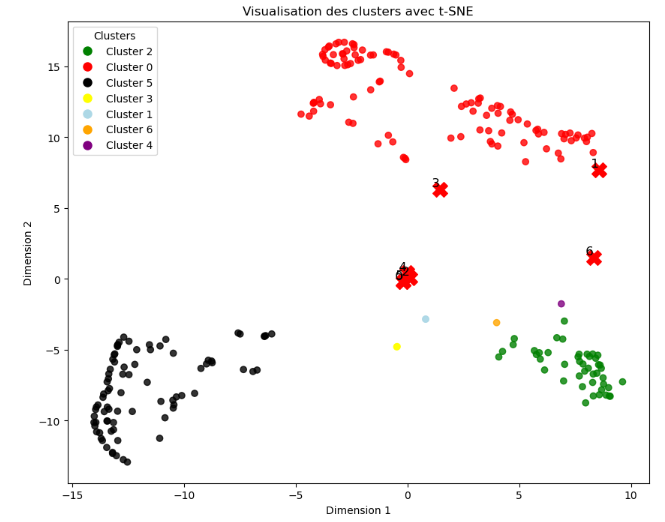 Visualisation des clusters avec t-SNE
Clusters
Cluster 2
Cluster 0
Cluster 5
Cluster 3
Cluster 1
Cluster 6
Cluster 4
15
10
5
0
−5
−10
Dimension 2
1
3
6
4
−15
−10
−5
0
5
10
Dimension 1